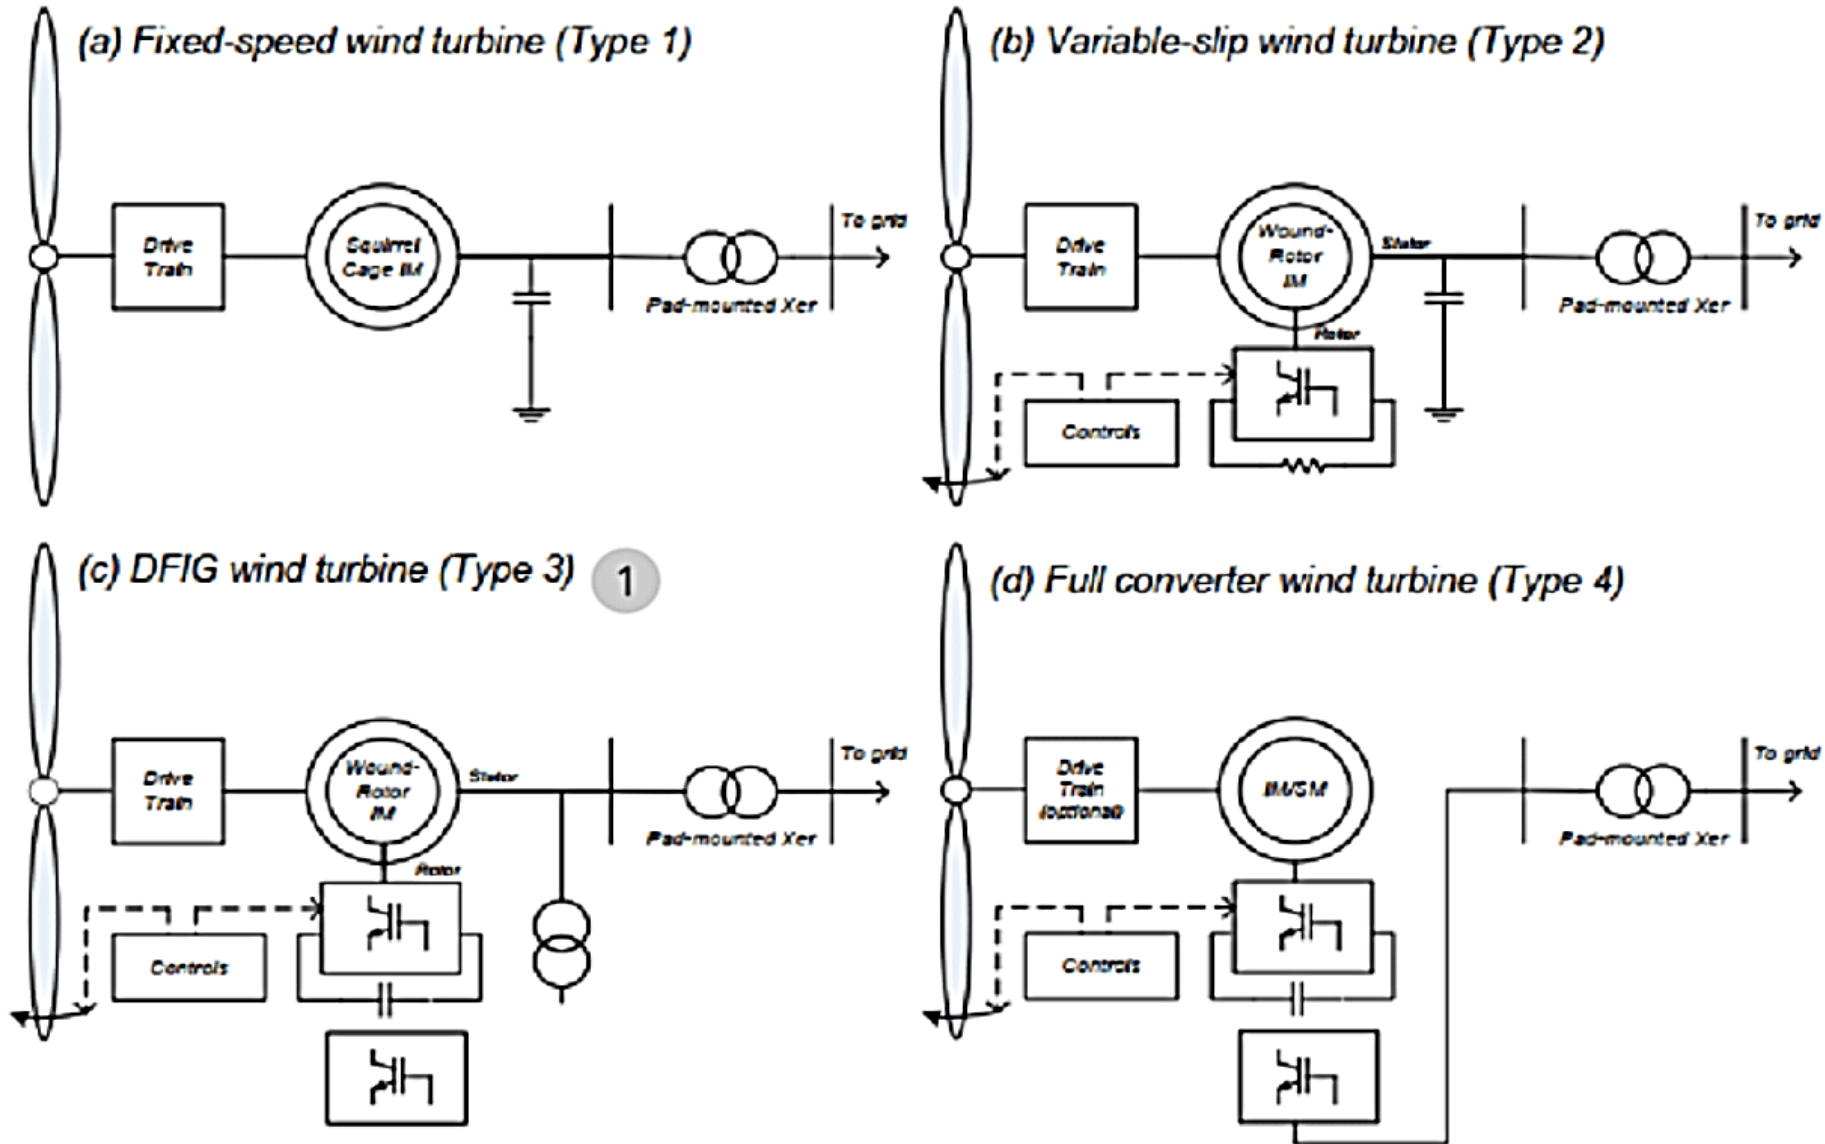 (a) Fixed-speed wind turbine (Type 1)
Drive
Train
Squirrel
Cage IM
To grid
Pad-mounted Xer
(b) Variable-slip wind turbine (Type 2)
Drive
Train
Wound-
Rotor
IM
Stator
Rotor
To grid
Pad-mounted Xer
Controls
(c) DFIG wind turbine (Type 3)
1
Drive
Train
Wound-
Rotor
IM
Stator
Rotor
To grid
Pad-mounted Xer
Controls
(d) Full converter wind turbine (Type 4)
Drive
Train
(optional)
IM/SM
To grid
Pad-mounted Xer
Controls